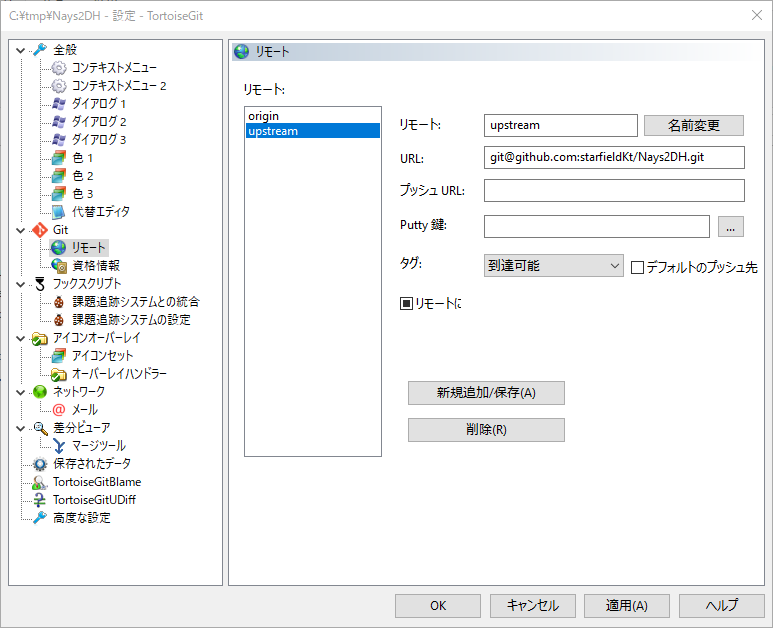 C:¥tmp¥Nays2DH - 設定 - TortoiseGit
全般
コンテキストメニュー
コンテキストメニュー 2
ダイアログ 1
ダイアログ 2
ダイアログ 3
色 1
色 2
色 3
代替エディタ
Git
リモート
資格情報
フックスクリプト
課題追跡システムとの統合
課題追跡システムの設定
アイコンオーバーレイ
アイコンセット
オーバーレイハンドラー
ネットワーク
メール
差分ビューア
マージツール
保存されたデータ
TortoiseGitBlame
TortoiseGitUDiff
高度な設定
リモート
リモート:
origin
upstream
リモート: upstream 名前変更
URL: git@github.com:starfieldKt/Nays2DH.git
プッシュ URL:
Putty 鍵: ...
タグ: 到達可能 デフォルトのプッシュ先
リモートに
新規追加/保存(A)
削除(R)
OK キャンセル 適用(A) ヘルプ